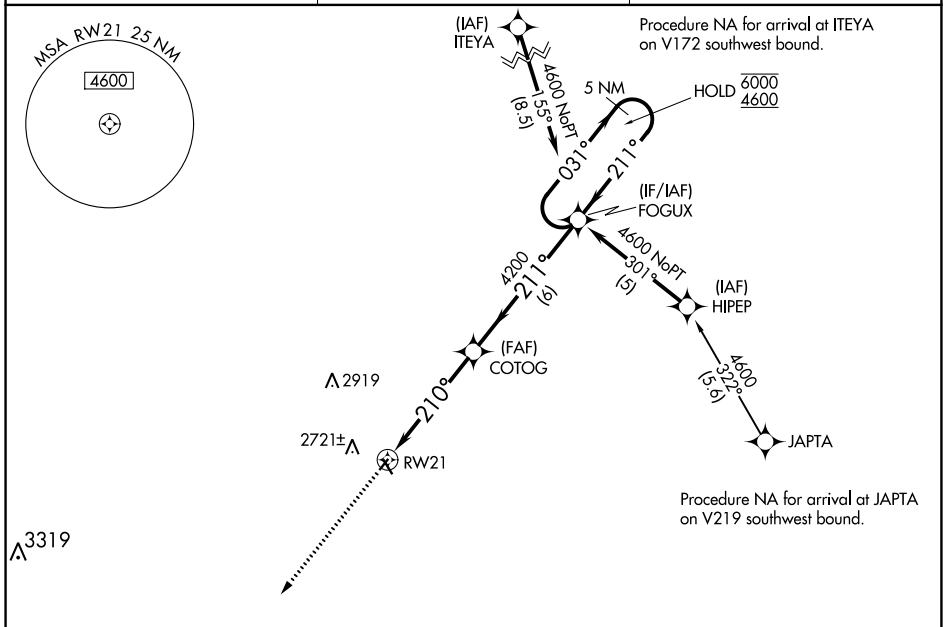 MSA RW21 25 NM
4600
(IAF)
ITEYA
Procedure NA for arrival at ITEYA
on V172 southwest bound.
4600 NoPT
155°
(8.5)
5 NM
HOLD 6000
4600
031°
211°
(IF/IAF)
FOGUX
4600 NoPT
301°
(5)
(IAF)
HIPEP
4200
211°
(6)
(FAF)
COTOG
4600
322°
(5.6)
2919
210°
2721±
RW21
JAPTA
Procedure NA for arrival at JAPTA
on V219 southwest bound.
3319